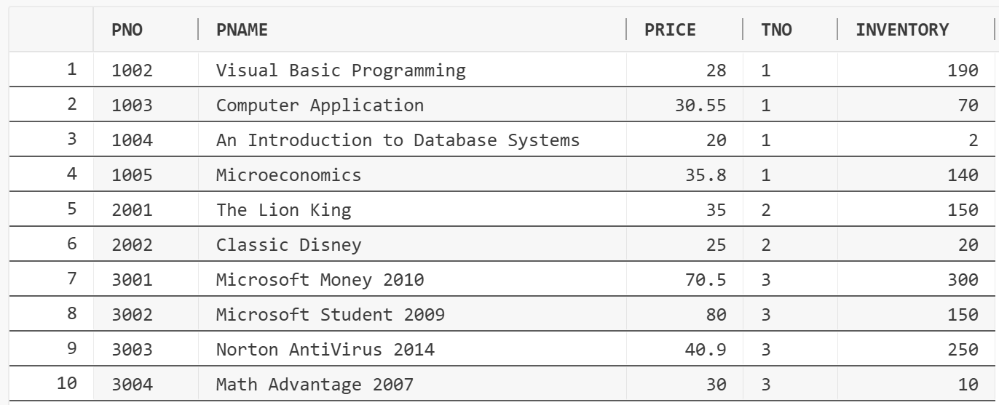 PNO PNAME PRICE TNO INVENTORY
1 1002 Visual Basic Programming 28 1 190
2 1003 Computer Application 30.55 1 70
3 1004 An Introduction to Database Systems 20 1 2
4 1005 Microeconomics 35.8 1 140
5 2001 The Lion King 35 2 150
6 2002 Classic Disney 25 2 20
7 3001 Microsoft Money 2010 70.5 3 300
8 3002 Microsoft Student 2009 80 3 150
9 3003 Norton AntiVirus 2014 40.9 3 250
10 3004 Math Advantage 2007 30 3 10